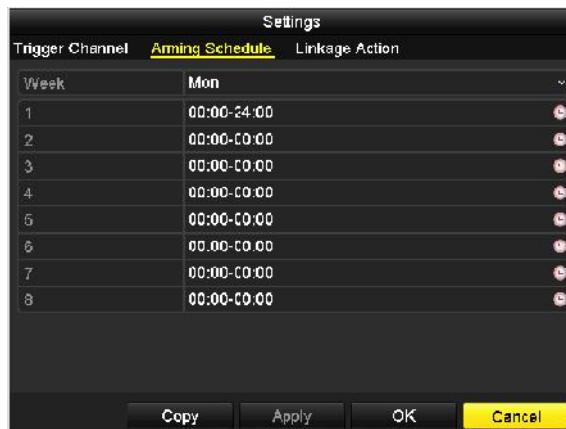 Settings
Trigger Channel Arming Schedule Linkage Action
Week Mon
1 00:00-24:00
2 00:00-00:00
3 00:00-00:00
4 00:00-00:00
5 00:00-00:00
6 00:00-00:00
7 00:00-00:00
8 00:00-00:00
Copy Apply OK Cancel